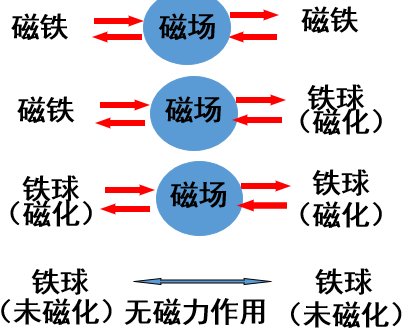 磁铁 磁场 磁铁
磁铁 磁场 铁球
（磁化）
铁球 磁场 铁球
（磁化） （磁化）
铁球 铁球
（未磁化） 无磁力作用 （未磁化）